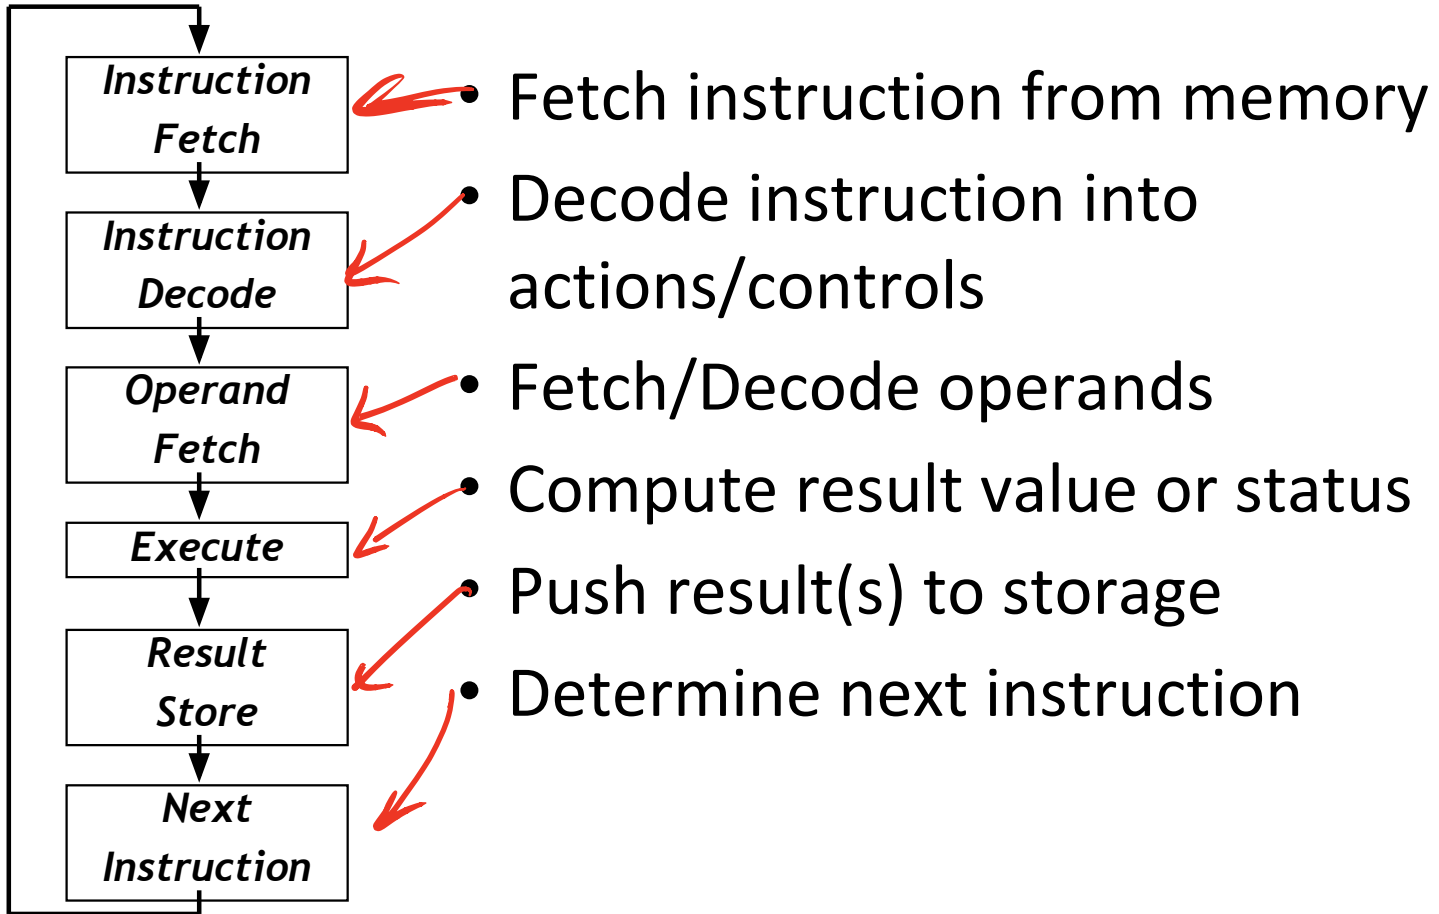 Instruction
Fetch
• Fetch instruction from memory
Instruction
Decode
• Decode instruction into
actions/controls
Operand
Fetch
• Fetch/Decode operands
Execute
• Compute result value or status
Result
Store
• Push result(s) to storage
Next
Instruction
• Determine next instruction